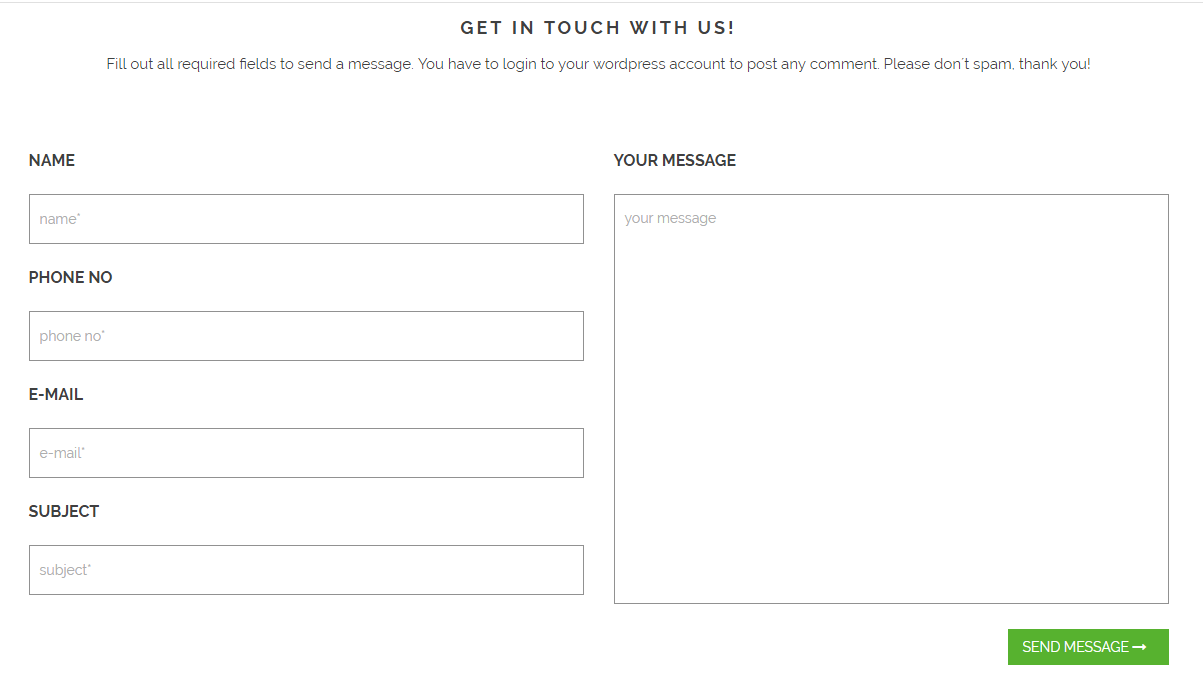 GET IN TOUCH WITH US!
Fill out all required fields to send a message. You have to login to your wordpress account to post any comment. Please don´t spam, thank you!
NAME
name*
PHONE NO
phone no*
E-MAIL
e-mail*
SUBJECT
subject*
YOUR MESSAGE
your message
SEND MESSAGE